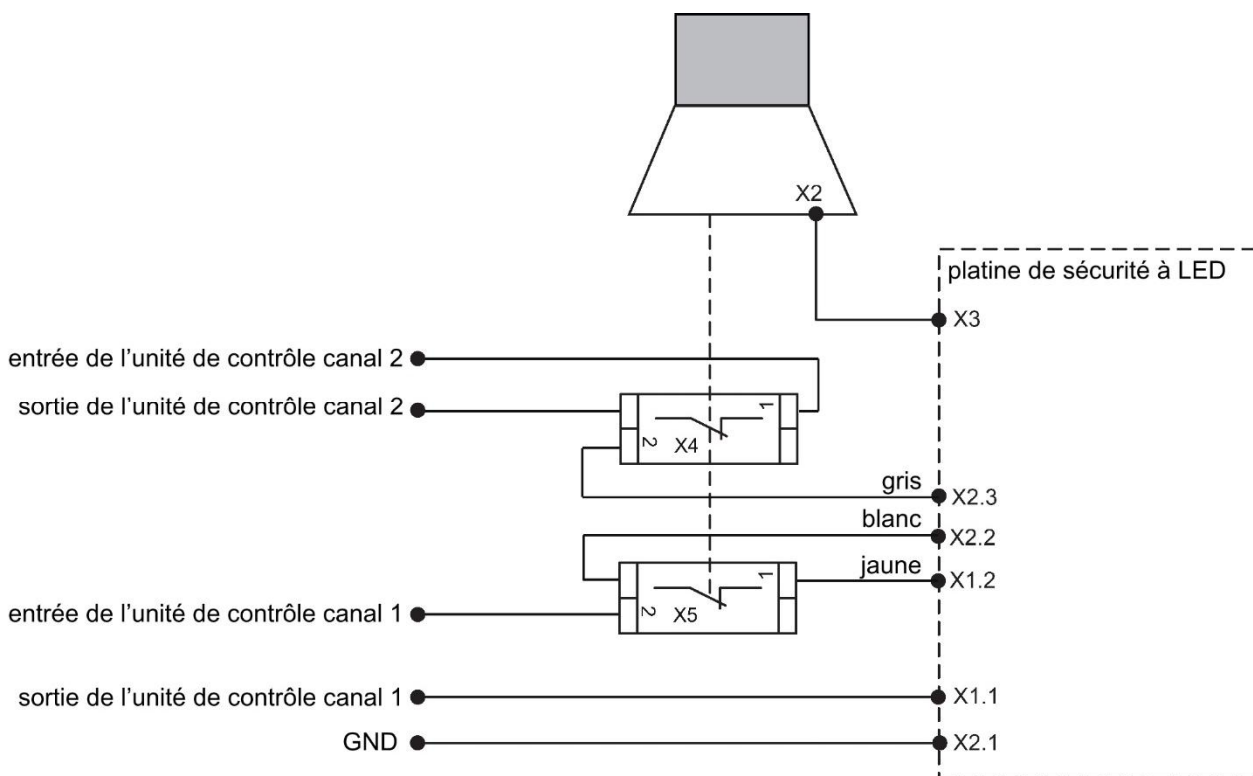 X2
platine de sécurité à LED
X3
entrée de l’unité de contrôle canal 2
sortie de l’unité de contrôle canal 2
1
2
X4
gris
X2.3
blanc
X2.2
jaune
X1.2
1
2
X5
entrée de l’unité de contrôle canal 1
sortie de l’unité de contrôle canal 1
X1.1
GND
X2.1